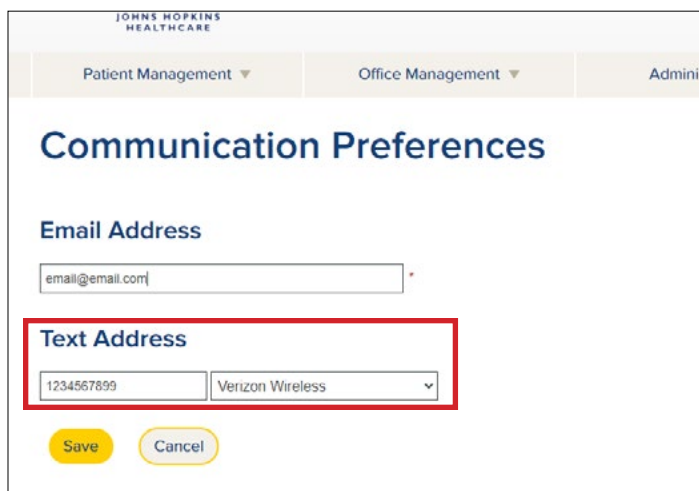 JOHNS HOPKINS
HEALTHCARE
Patient Management Office Management Admini
Communication Preferences
Email Address
email@email.com *
Text Address
1234567899 Verizon Wireless
Save Cancel